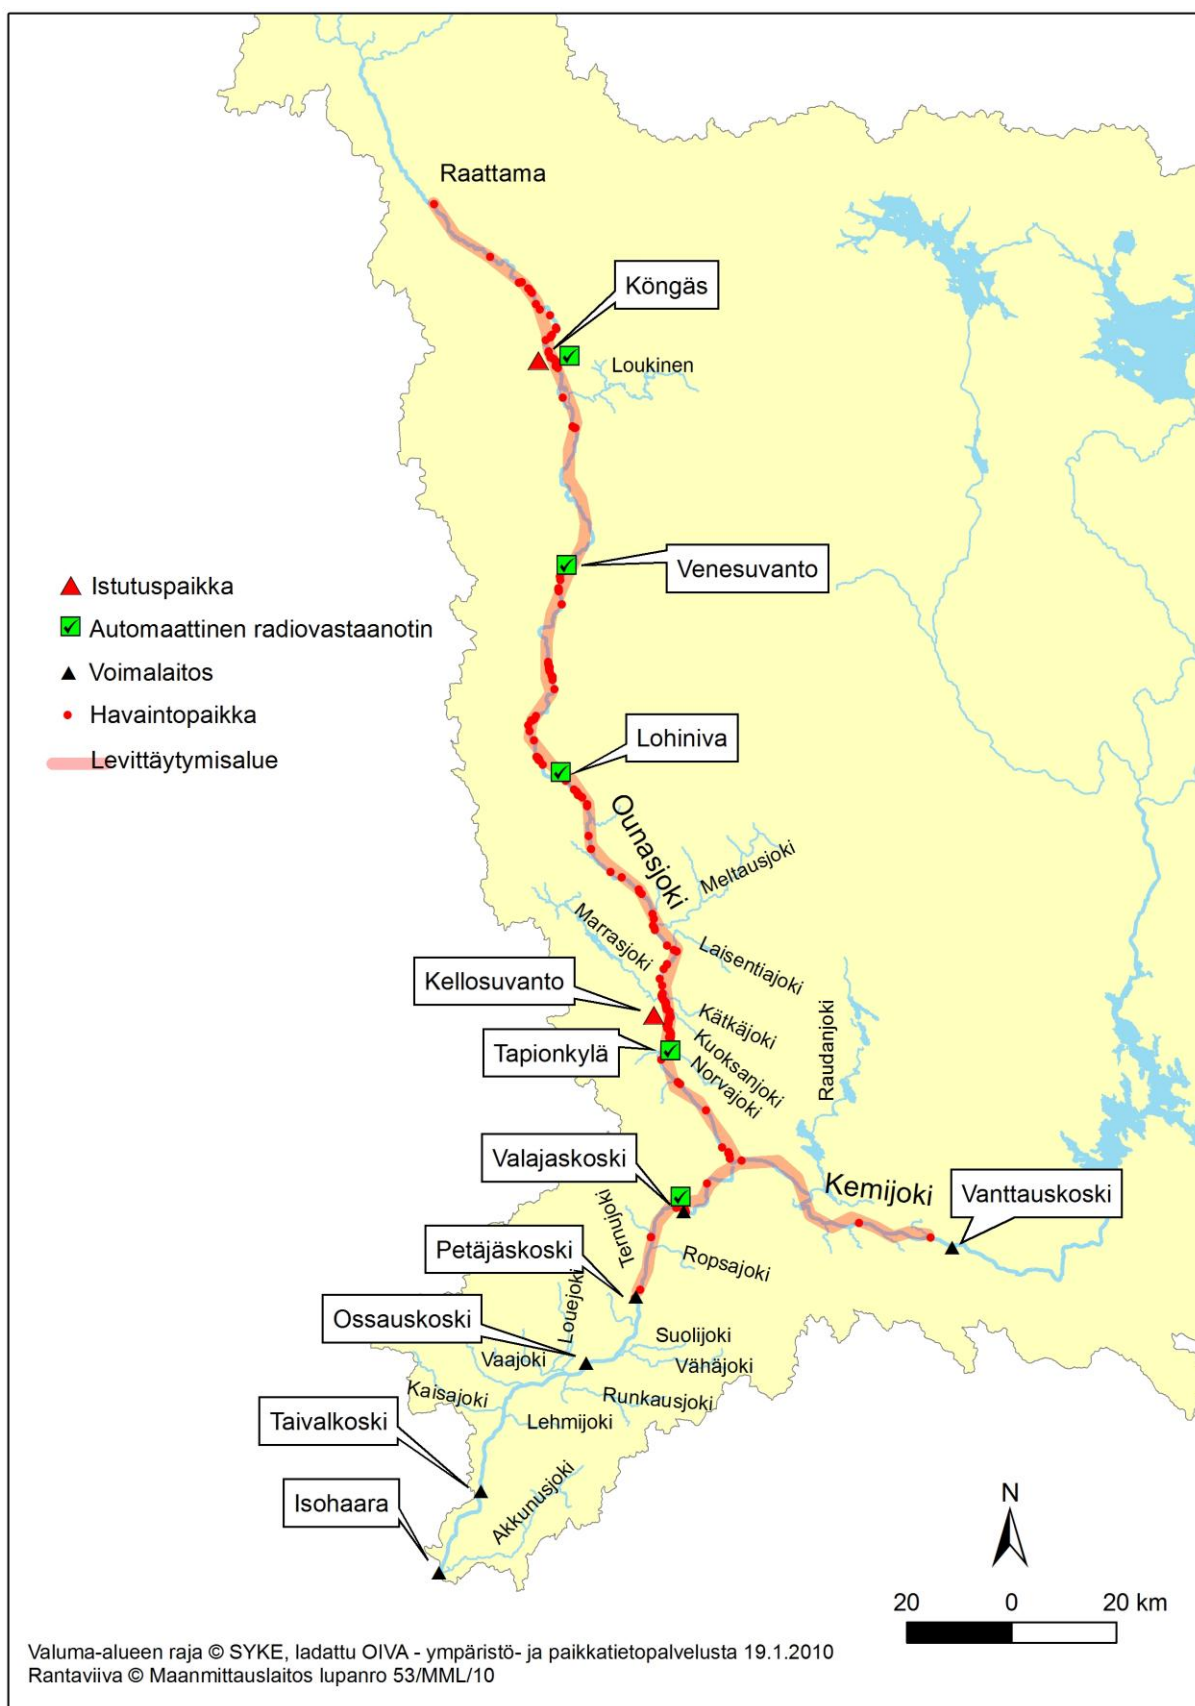 Raattama
Köngäs
Loukinen
Venesuvanto
Istutuspaikka
Automaattinen radiovastaanotin
Voimalaitos
Havaintopaikka
Levittäytymisalue
Lohiniva
Ounasjoki
Meltausjoki
Marrasjoki
Laisentiajoki
Kellosuvanto
Kätkäjoki
Tapionkylä
Kuoksanjoki
Norvajoki
Raudanjoki
Valajaskoski
Kemijoki
Vanttauskoski
Ternujoki
Petäjäskoski
Ropsajoki
Ossauskoski
Louejoki
Suolijoki
Vaajoki
Vähäjoki
Kaisajoki
Runkausjoki
Taivalkoski
Lehmijoki
Isohaara
Akkunusjoki
N
20 0 20 km
Valuma-alueen raja © SYKE, ladattu OIVA - ympäristö- ja paikkatietopalvelusta 19.1.2010
Rantaviiva © Maanmittauslaitos lupanro 53/MML/10